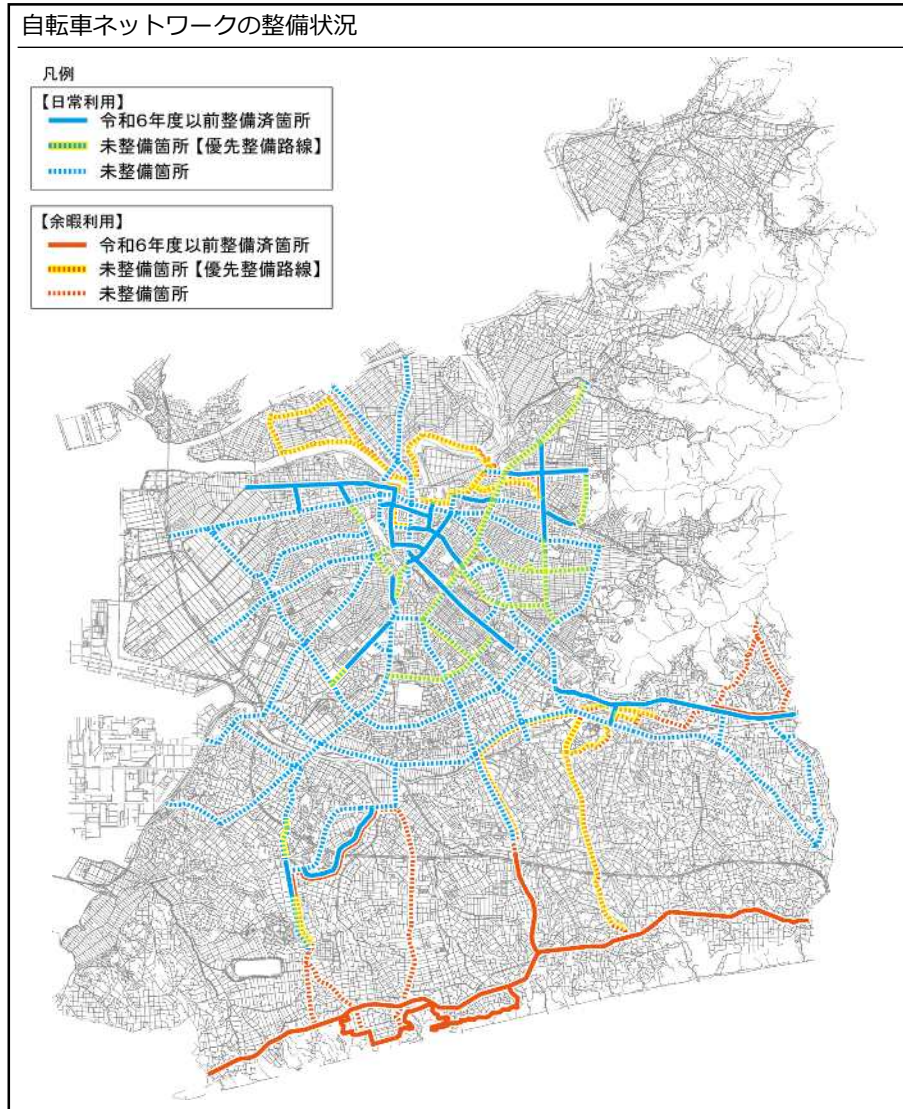 自転車ネットワークの整備状況
凡例
【日常利用】
令和6年度以前整備済箇所
未整備箇所【優先整備路線】
未整備箇所
【余暇利用】
令和6年度以前整備済箇所
未整備箇所【優先整備路線】
未整備箇所